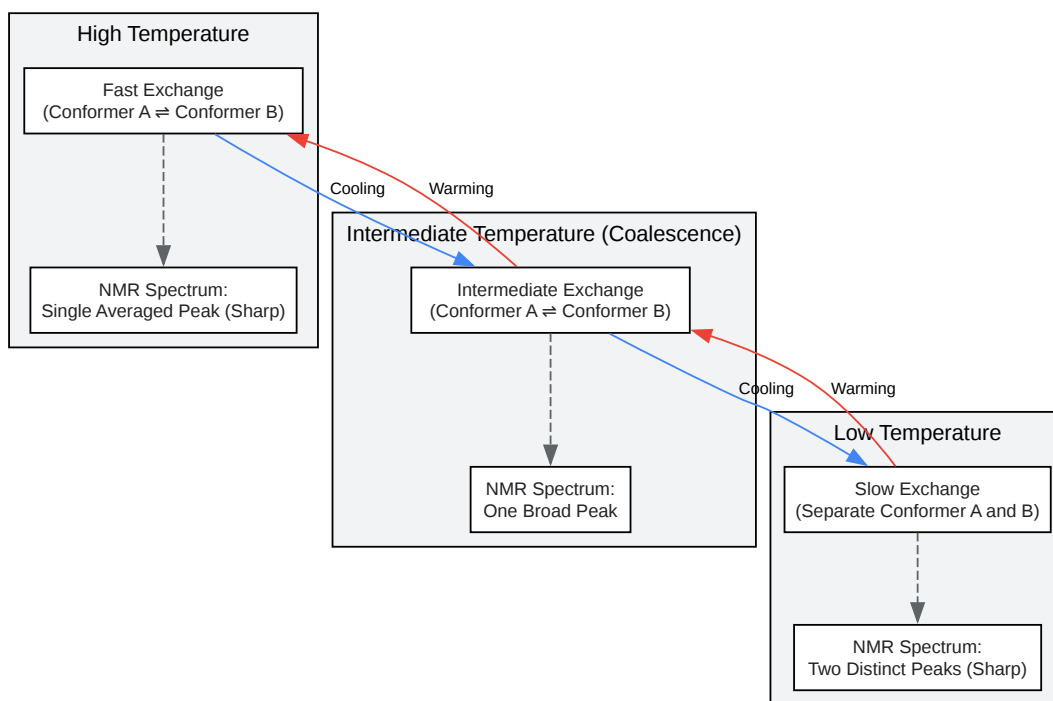 High Temperature
Fast Exchange
(Conformer A ⇌ Conformer B)
Cooling
Warming
NMR Spectrum:
Single Averaged Peak (Sharp)
Intermediate Temperature (Coalescence)
Intermediate Exchange
(Conformer A ⇌ Conformer B)
Cooling
Warming
NMR Spectrum:
One Broad Peak
Low Temperature
Slow Exchange
(Separate Conformer A and B)
NMR Spectrum:
Two Distinct Peaks (Sharp)